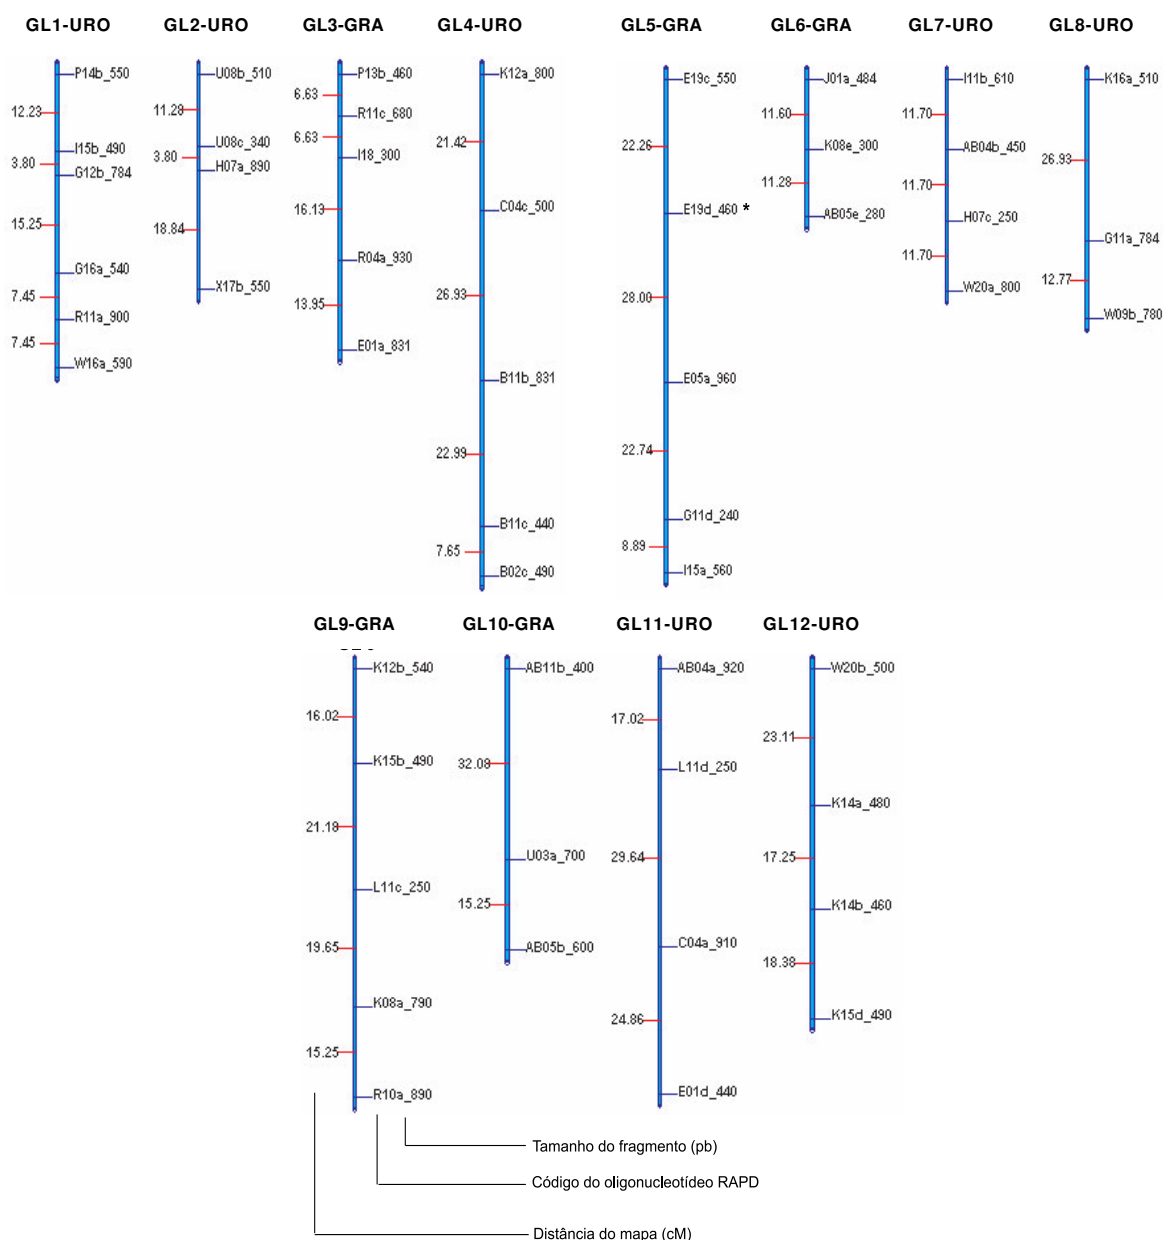 GL1-URO
GL2-URO
GL3-GRA
GL4-URO
GL5-GRA
GL6-GRA
GL7-URO
GL8-URO
P14b_550
12.23
I15b_490
3.80
G12b_784
15.25
G16a_540
7.45
R11a_900
7.45
W16a_590
U08b_510
11.28
U08c_340
3.80
H07a_890
18.84
X17b_550
P13b_460
6.63
R11c_680
6.63
I18_300
16.13
R04a_930
13.95
E01a_831
K12a_800
21.42
C04c_500
26.93
B11b_831
22.99
B11c_440
7.65
B02c_490
E19c_550
22.26
E19d_460 *
28.00
E05a_960
22.74
G11d_240
8.89
I15a_560
J01a_484
11.60
K08e_300
11.28
AB05e_280
I11b_610
11.70
AB04b_450
11.70
H07c_250
11.70
W20a_800
K16a_510
26.93
G11a_784
12.77
W09b_780
GL9-GRA
GL10-GRA
GL11-URO
GL12-URO
K12b_540
16.02
K15b_490
21.18
L11c_250
19.65
K08a_790
15.25
R10a_890
AB11b_400
32.08
U03a_700
15.25
AB05b_600
AB04a_920
17.02
L11d_250
29.64
C04a_910
24.86
E01d_440
W20b_500
23.11
K14a_480
17.25
K14b_460
18.38
K15d_490
Tamanho do fragmento (pb)
Código do oligonucleotídeo RAPD
Distância do mapa (cM)